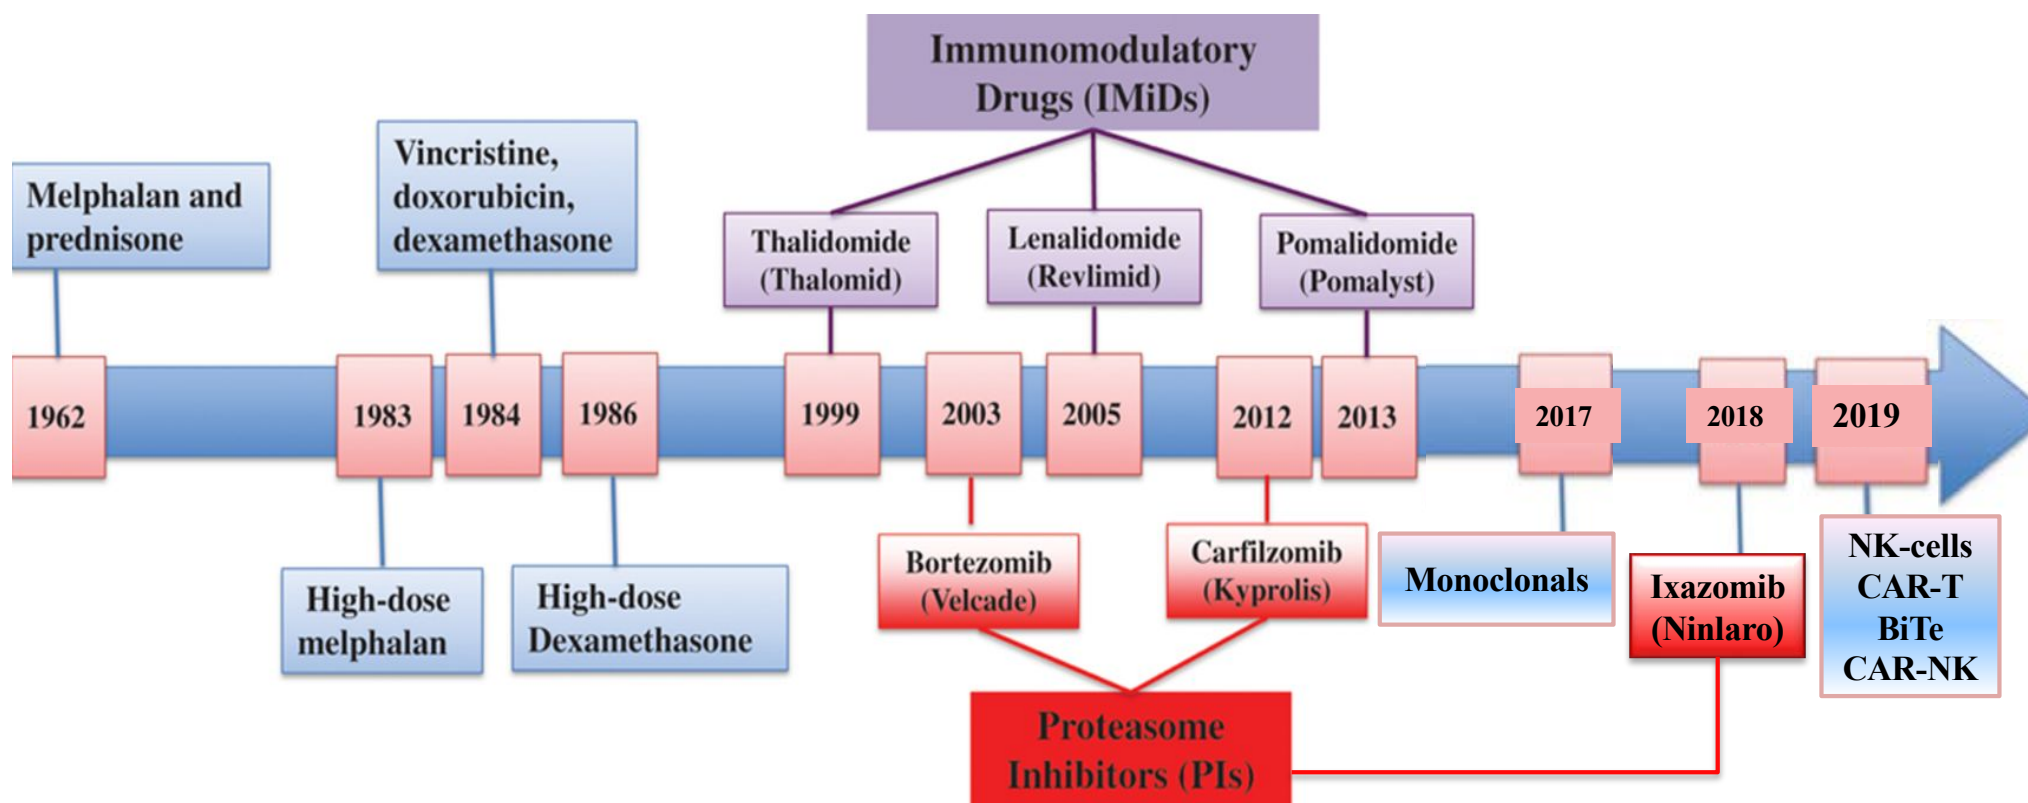 Immunomodulatory
Drugs (IMiDs)
Melphalan and
prednisone
Vincristine,
doxorubicin,
dexamethasone
Thalidomide
(Thalomid)
Lenalidomide
(Revlimid)
Pomalidomide
(Pomalyst)
1962
1983
1984
1986
1999
2003
2005
2012
2013
2017
2018
2019
High-dose
melphalan
High-dose
Dexamethasone
Bortezomib
(Velcade)
Carfilzomib
(Kyprolis)
Monoclonals
Ixazomib
(Ninlaro)
NK-cells
CAR-T
BiTe
CAR-NK
Proteasome
Inhibitors (PIs)